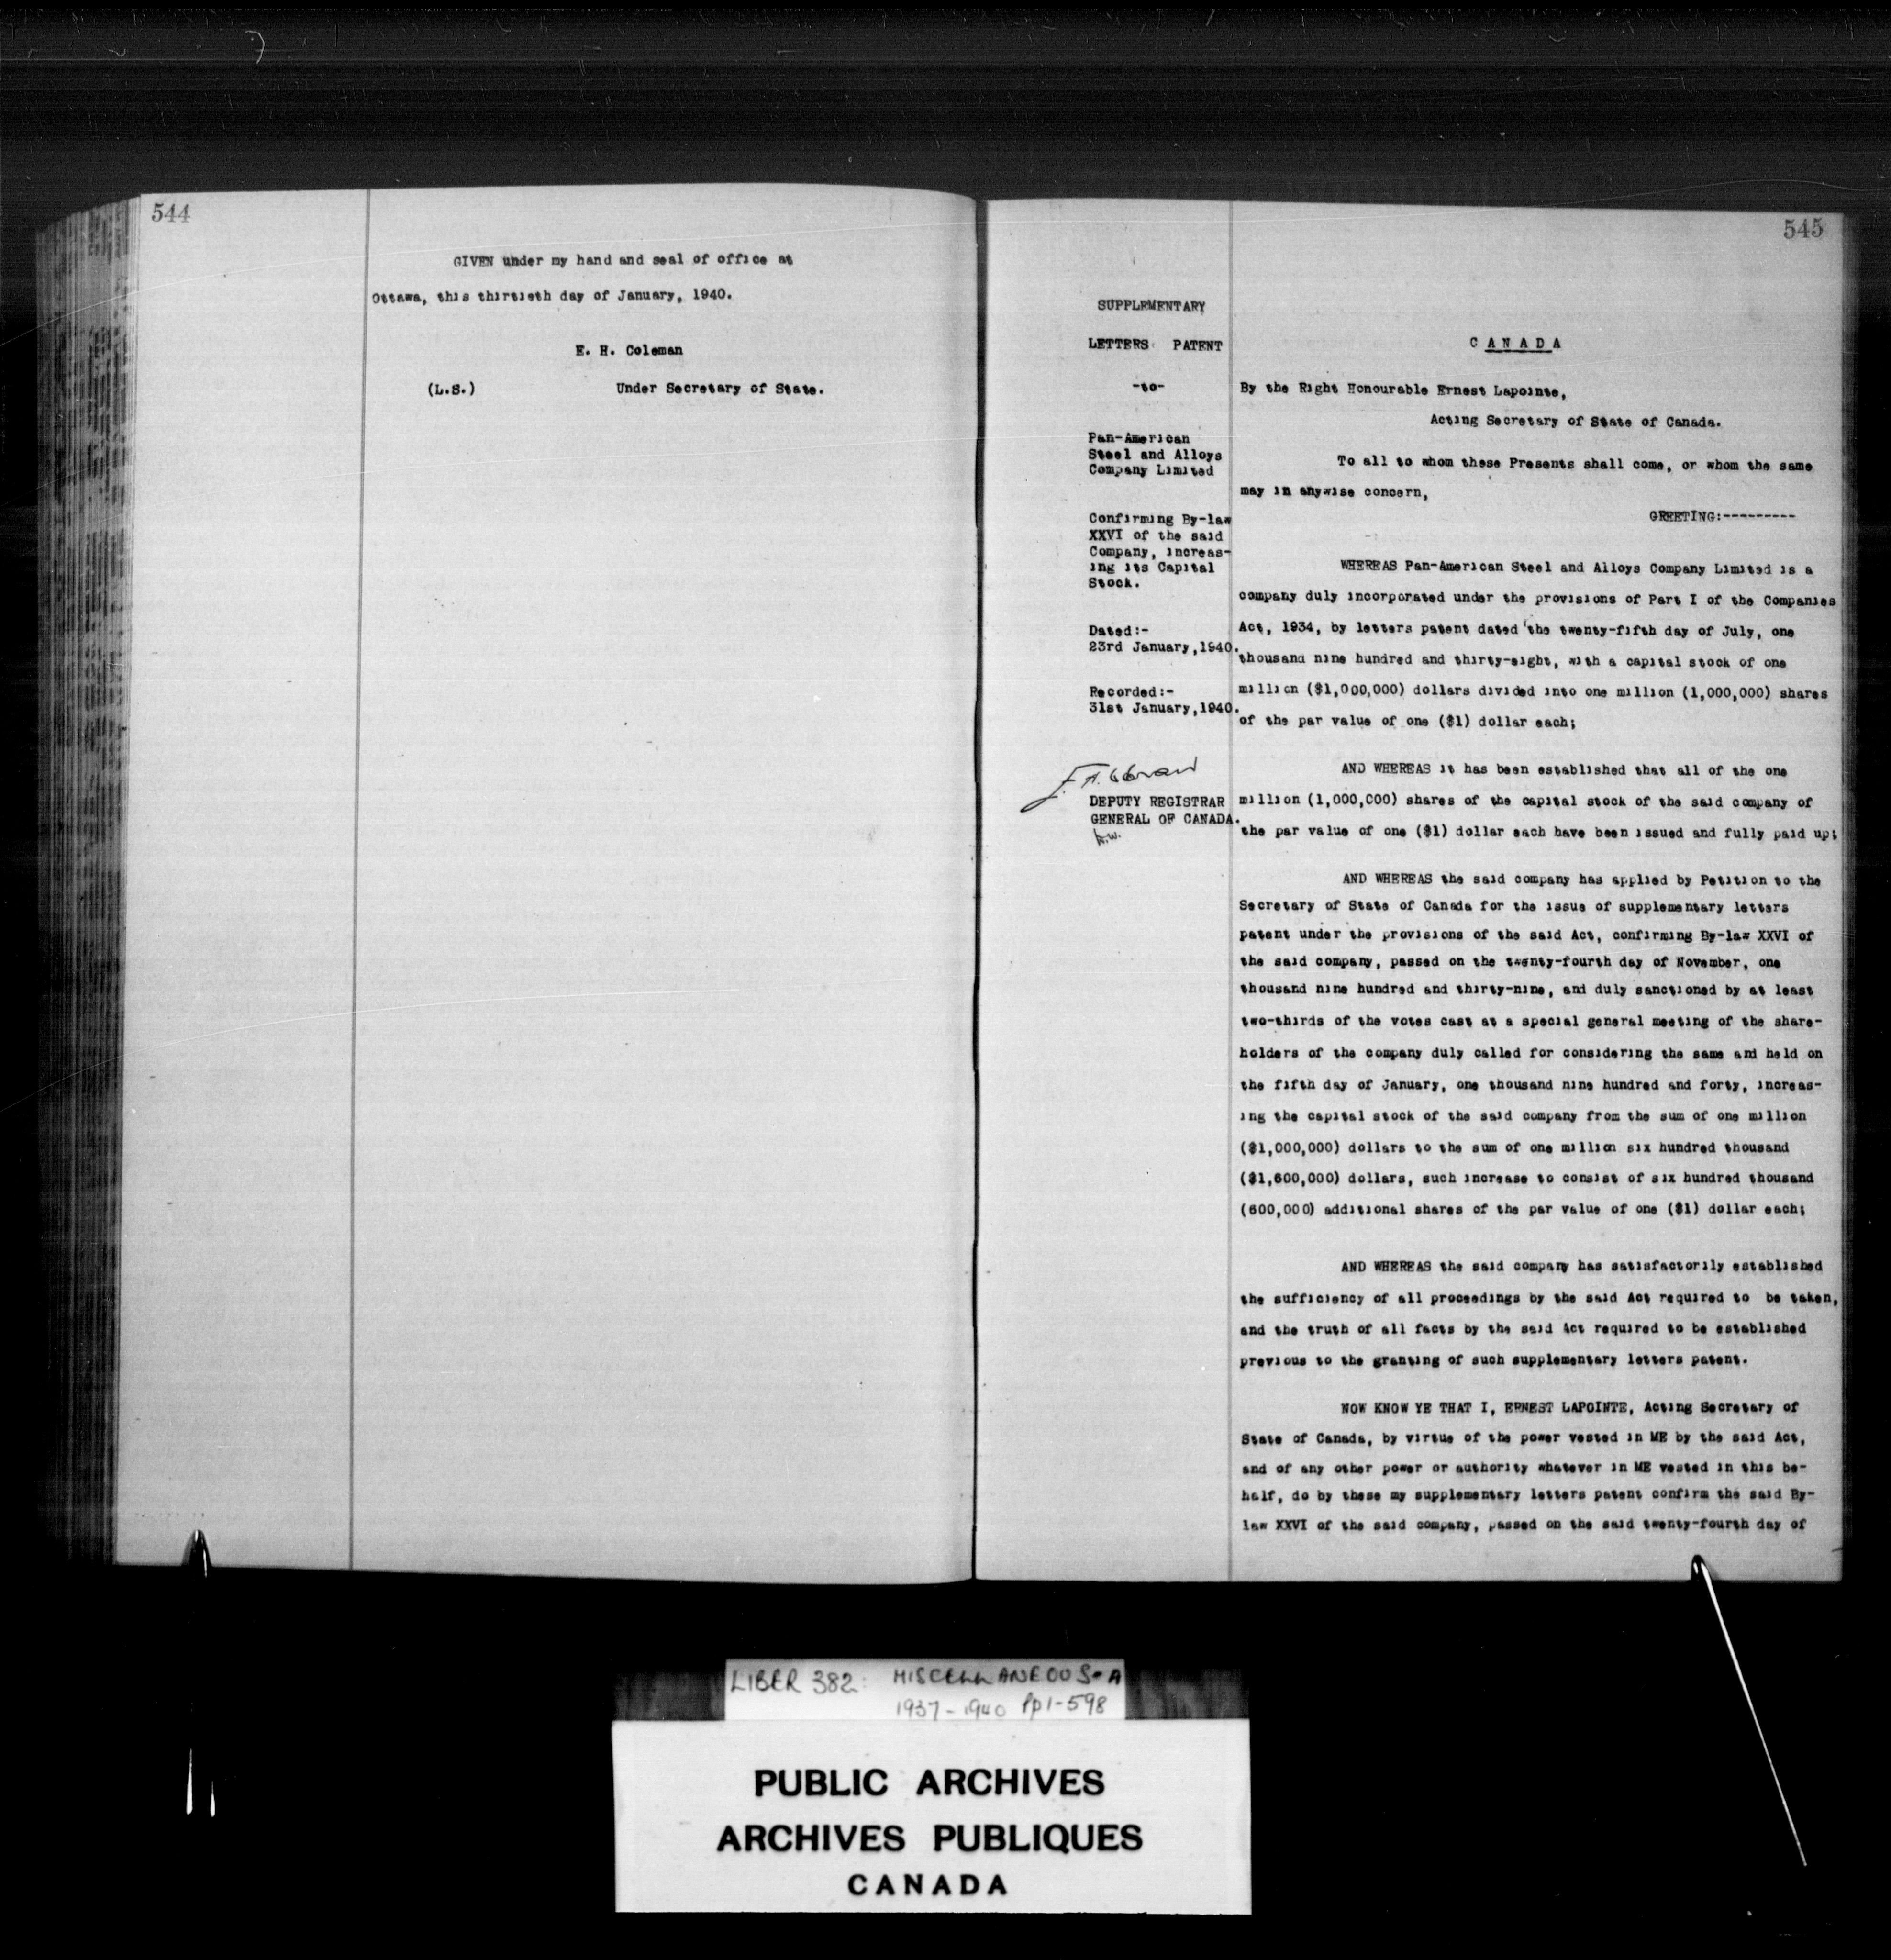 544
GIVEN under my hand and seal of office at
Ottawa, this thirtieth day of January, 1940.
E. H. Coleman
(L.S.) Under Secretary of State.
545
SUPPLEMENTARY
LETTERS PATENT
-to-
Pan-American
Steel and Alloys
Company Limited
Confirming By-law
XXVI of the said
Company, increas-
ing its Capital
Stock.
Dated:-
23rd January,1940.
Recorded:-
31st January,1940.
DEPUTY REGISTRAR
GENERAL OF CANADA.
CANADA
By the Right Honourable Ernest Lapointe,
Acting Secretary of State of Canada.
To all to whom these Presents shall come, or whom the same
may in anywise concern,
GREETING:---------
WHEREAS Pan-American Steel and Alloys Company Limited is a
company duly incorporated under the provisions of Part I of the Companies
Act, 1934, by letters patent dated the twenty-fifth day of July, one
thousand nine hundred and thirty-eight, with a capital stock of one
million ($1,000,000) dollars divided into one million (1,000,000) shares
of the par value of one ($1) dollar each;
AND WHEREAS it has been established that all of the one
million (1,000,000) shares of the capital stock of the said company of
the par value of one ($1) dollar each have been issued and fully paid up;
AND WHEREAS the said company has applied by Petition to the
Secretary of State of Canada for the issue of supplementary letters
patent under the provisions of the said Act, confirming By-law XXVI of
the said company, passed on the twenty-fourth day of November, one
thousand nine hundred and thirty-nine, and duly sanctioned by at least
two-thirds of the votes cast at a special general meeting of the share-
holders of the company duly called for considering the same and held on
the fifth day of January, one thousand nine hundred and forty, increas-
ing the capital stock of the said company from the sum of one million
($1,000,000) dollars to the sum of one million six hundred thousand
($1,600,000) dollars, such increase to consist of six hundred thousand
(600,000) additional shares of the par value of one ($1) dollar each;
AND WHEREAS the said company has satisfactorily established
the sufficiency of all proceedings by the said Act required to be taken,
and the truth of all facts by the said Act required to be established
previous to the granting of such supplementary letters patent.
NOW KNOW YE THAT I, ERNEST LAPOINTE, Acting Secretary of
State of Canada, by virtue of the power vested in ME by the said Act,
and of any other power or authority whatever in ME vested in this be-
half, do by these my supplementary letters patent confirm the said By-
law XXVI of the said company, passed on the said twenty-fourth day of
LIBER 382: MISCELLANEOUS-A
1937-1940 pp1-598
PUBLIC ARCHIVES
ARCHIVES PUBLIQUES
CANADA